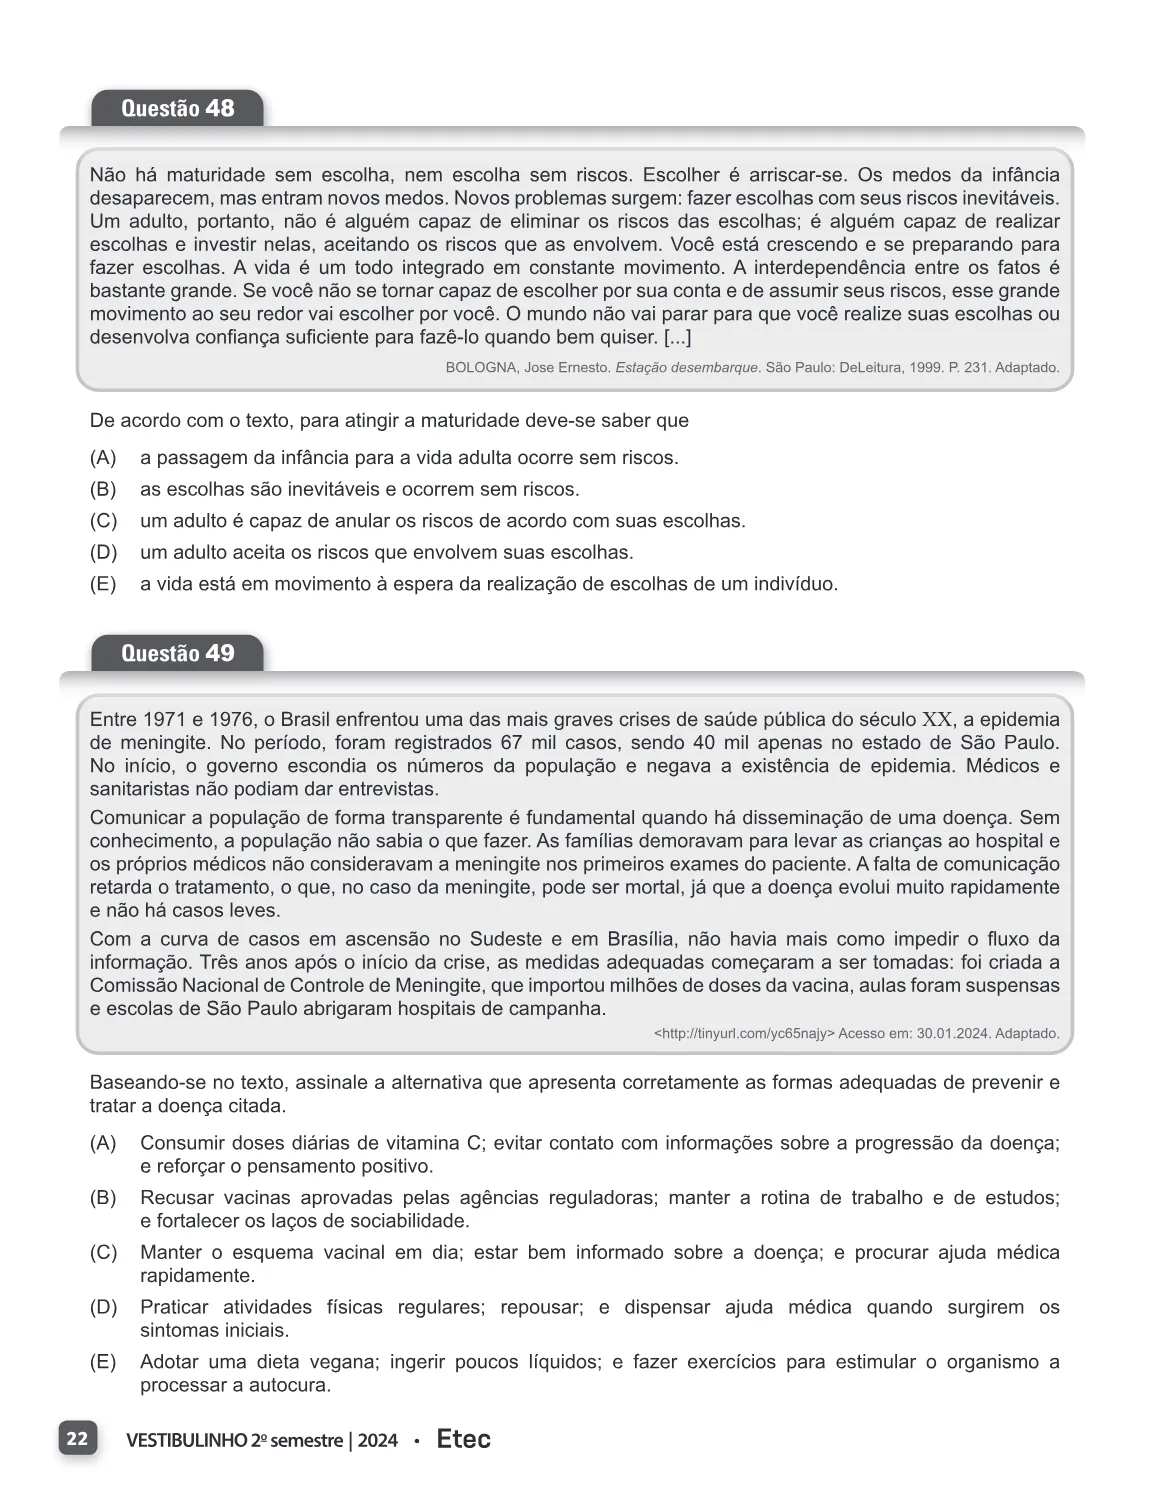 Questão 48
Não há maturidade sem escolha, nem escolha sem riscos. Escolher é arriscar-se. Os medos da infância
desaparecem, mas entram novos medos. Novos problemas surgem: fazer escolhas com seus riscos inevitáveis.
Um adulto, portanto, não é alguém capaz de eliminar os riscos das escolhas; é alguém capaz de realizar
escolhas e investir nelas, aceitando os riscos que as envolvem. Você está crescendo e se preparando para
fazer escolhas. A vida é um todo integrado em constante movimento. A interdependência entre os fatos é
bastante grande. Se você não se tornar capaz de escolher por sua conta e de assumir seus riscos, esse grande
movimento ao seu redor vai escolher por você. O mundo não vai parar para que você realize suas escolhas ou
desenvolva confiança suficiente para fazê-lo quando bem quiser. [...]
BOLOGNA, Jose Ernesto. Estação desembarque. São Paulo: DeLeitura, 1999. P. 231. Adaptado.
De acordo com o texto, para atingir a maturidade deve-se saber que
(A) a passagem da infância para a vida adulta ocorre sem riscos.
(B) as escolhas são inevitáveis e ocorrem sem riscos.
(C) um adulto é capaz de anular os riscos de acordo com suas escolhas.
(D) um adulto aceita os riscos que envolvem suas escolhas.
(E) a vida está em movimento à espera da realização de escolhas de um indivíduo.
Questão 49
Entre 1971 e 1976, o Brasil enfrentou uma das mais graves crises de saúde pública do século XX, a epidemia
de meningite. No período, foram registrados 67 mil casos, sendo 40 mil apenas no estado de São Paulo.
No início, o governo escondia os números da população e negava a existência de epidemia. Médicos e
sanitaristas não podiam dar entrevistas.
Comunicar a população de forma transparente é fundamental quando há disseminação de uma doença. Sem
conhecimento, a população não sabia o que fazer. As famílias demoravam para levar as crianças ao hospital e
os próprios médicos não consideravam a meningite nos primeiros exames do paciente. A falta de comunicação
retarda o tratamento, o que, no caso da meningite, pode ser mortal, já que a doença evolui muito rapidamente
e não há casos leves.
Com a curva de casos em ascensão no Sudeste e em Brasília, não havia mais como impedir o fluxo da
informação. Três anos após o início da crise, as medidas adequadas começaram a ser tomadas: foi criada a
Comissão Nacional de Controle de Meningite, que importou milhões de doses da vacina, aulas foram suspensas
e escolas de São Paulo abrigaram hospitais de campanha.
<http://tinyurl.com/yc65najy> Acesso em: 30.01.2024. Adaptado.
Baseando-se no texto, assinale a alternativa que apresenta corretamente as formas adequadas de prevenir e
tratar a doença citada.
(A) Consumir doses diárias de vitamina C; evitar contato com informações sobre a progressão da doença;
e reforçar o pensamento positivo.
(B) Recusar vacinas aprovadas pelas agências reguladoras; manter a rotina de trabalho e de estudos;
e fortalecer os laços de sociabilidade.
(C) Manter o esquema vacinal em dia; estar bem informado sobre a doença; e procurar ajuda médica
rapidamente.
(D) Praticar atividades físicas regulares; repousar; e dispensar ajuda médica quando surgirem os
sintomas iniciais.
(E) Adotar uma dieta vegana; ingerir poucos líquidos; e fazer exercícios para estimular o organismo a
processar a autocura.
22 VESTIBULINHO 2º semestre | 2024 • Etec